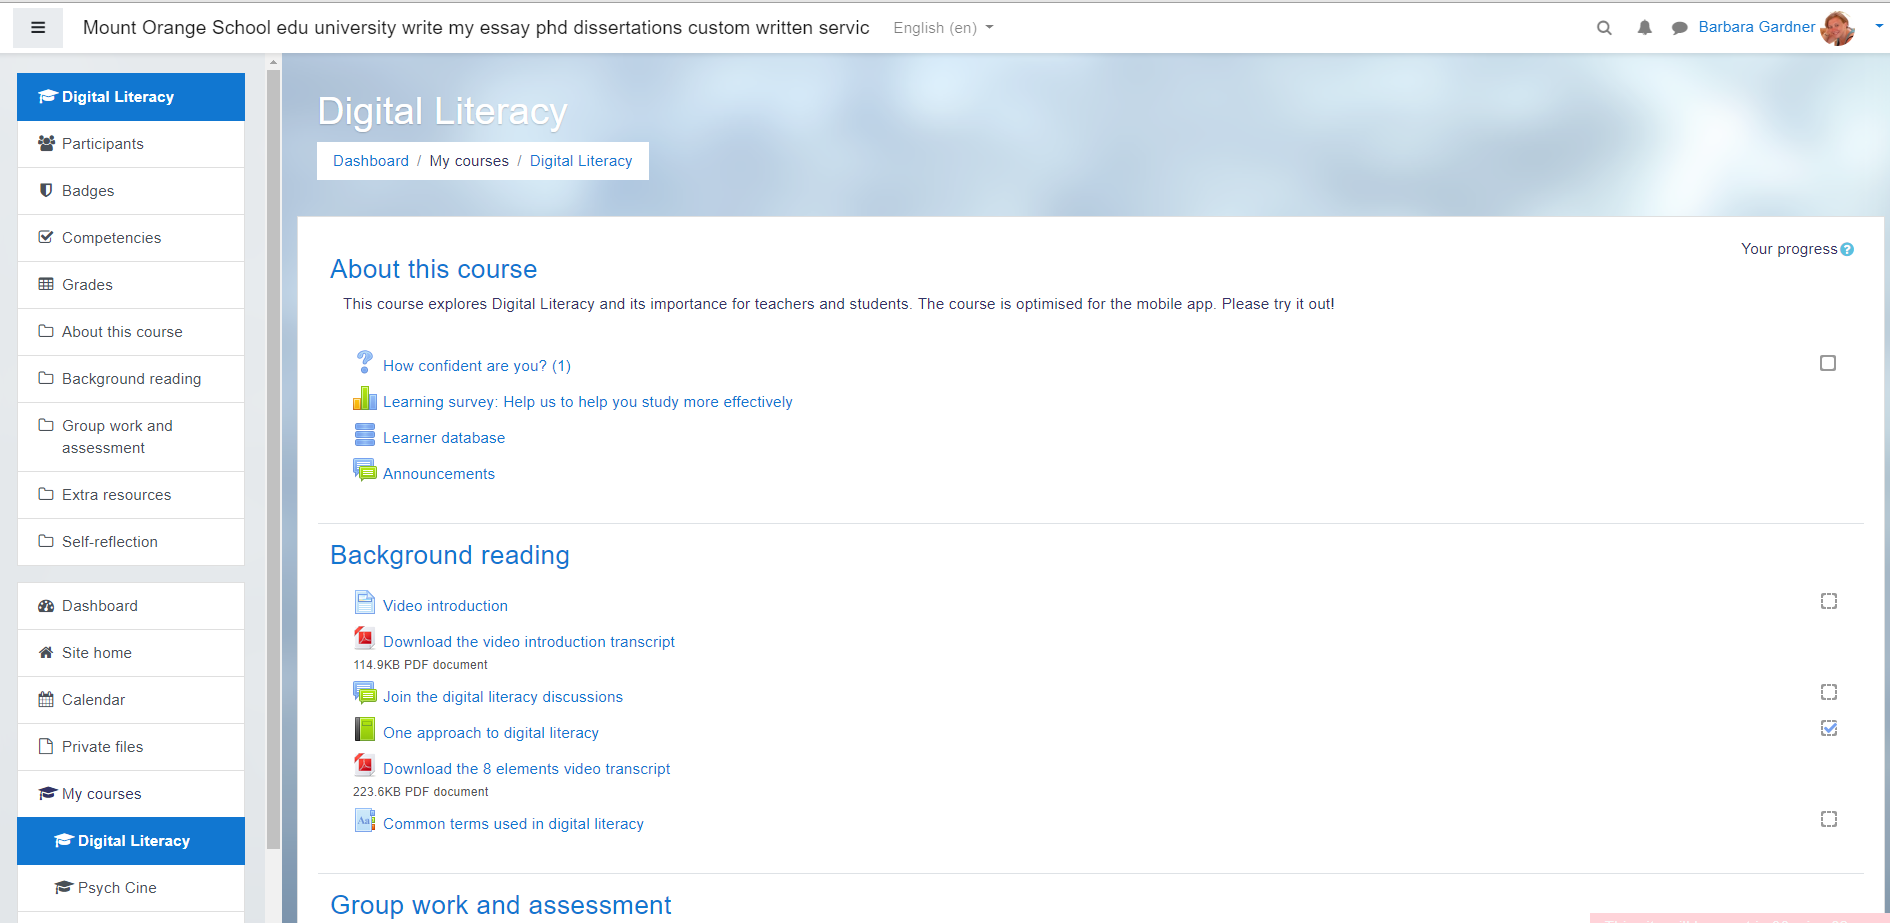 Mount Orange School edu university write my essay phd dissertations custom written servic
English (en)
Barbara Gardner
Digital Literacy
Participants
Badges
Competencies
Grades
About this course
Background reading
Group work and
assessment
Extra resources
Self-reflection
Dashboard
Site home
Calendar
Private files
My courses
Digital Literacy
Psych Cine
Digital Literacy
Dashboard / My courses / Digital Literacy
Your progress
About this course
This course explores Digital Literacy and its importance for teachers and students. The course is optimised for the mobile app. Please try it out!
How confident are you? (1)
Learning survey: Help us to help you study more effectively
Learner database
Announcements
Background reading
Video introduction
Download the video introduction transcript
114.9KB PDF document
Join the digital literacy discussions
One approach to digital literacy
Download the 8 elements video transcript
223.6KB PDF document
Common terms used in digital literacy
Group work and assessment